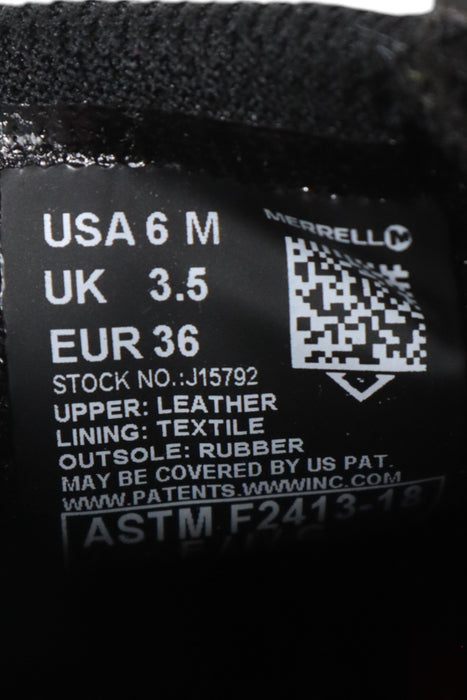 USA 6 M
MERRELL
UK 3.5
EUR 36
STOCK NO.:J15792
UPPER: LEATHER
LINING: TEXTILE
OUTSOLE: RUBBER
MAY BE COVERED BY US PAT.
WWW.PATENTS.WWWINC.COM
ASTM F2413-18